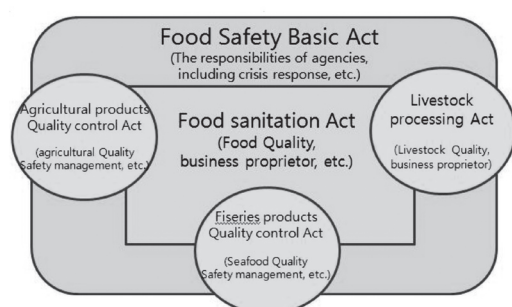 Food Safety Basic Act
(The responsibilities of agencies,
including crisis response, etc.)
Agricultural products
Quality control Act
(agricultural Quality
Safety management, etc.)
Food sanitation Act
(Food Quality,
business proprietor, etc.)
Livestock
processing Act
(Livestock Quality,
business proprietor)
Fiseries products
Quality control Act
(Seafood Quality
Safety management, etc.)